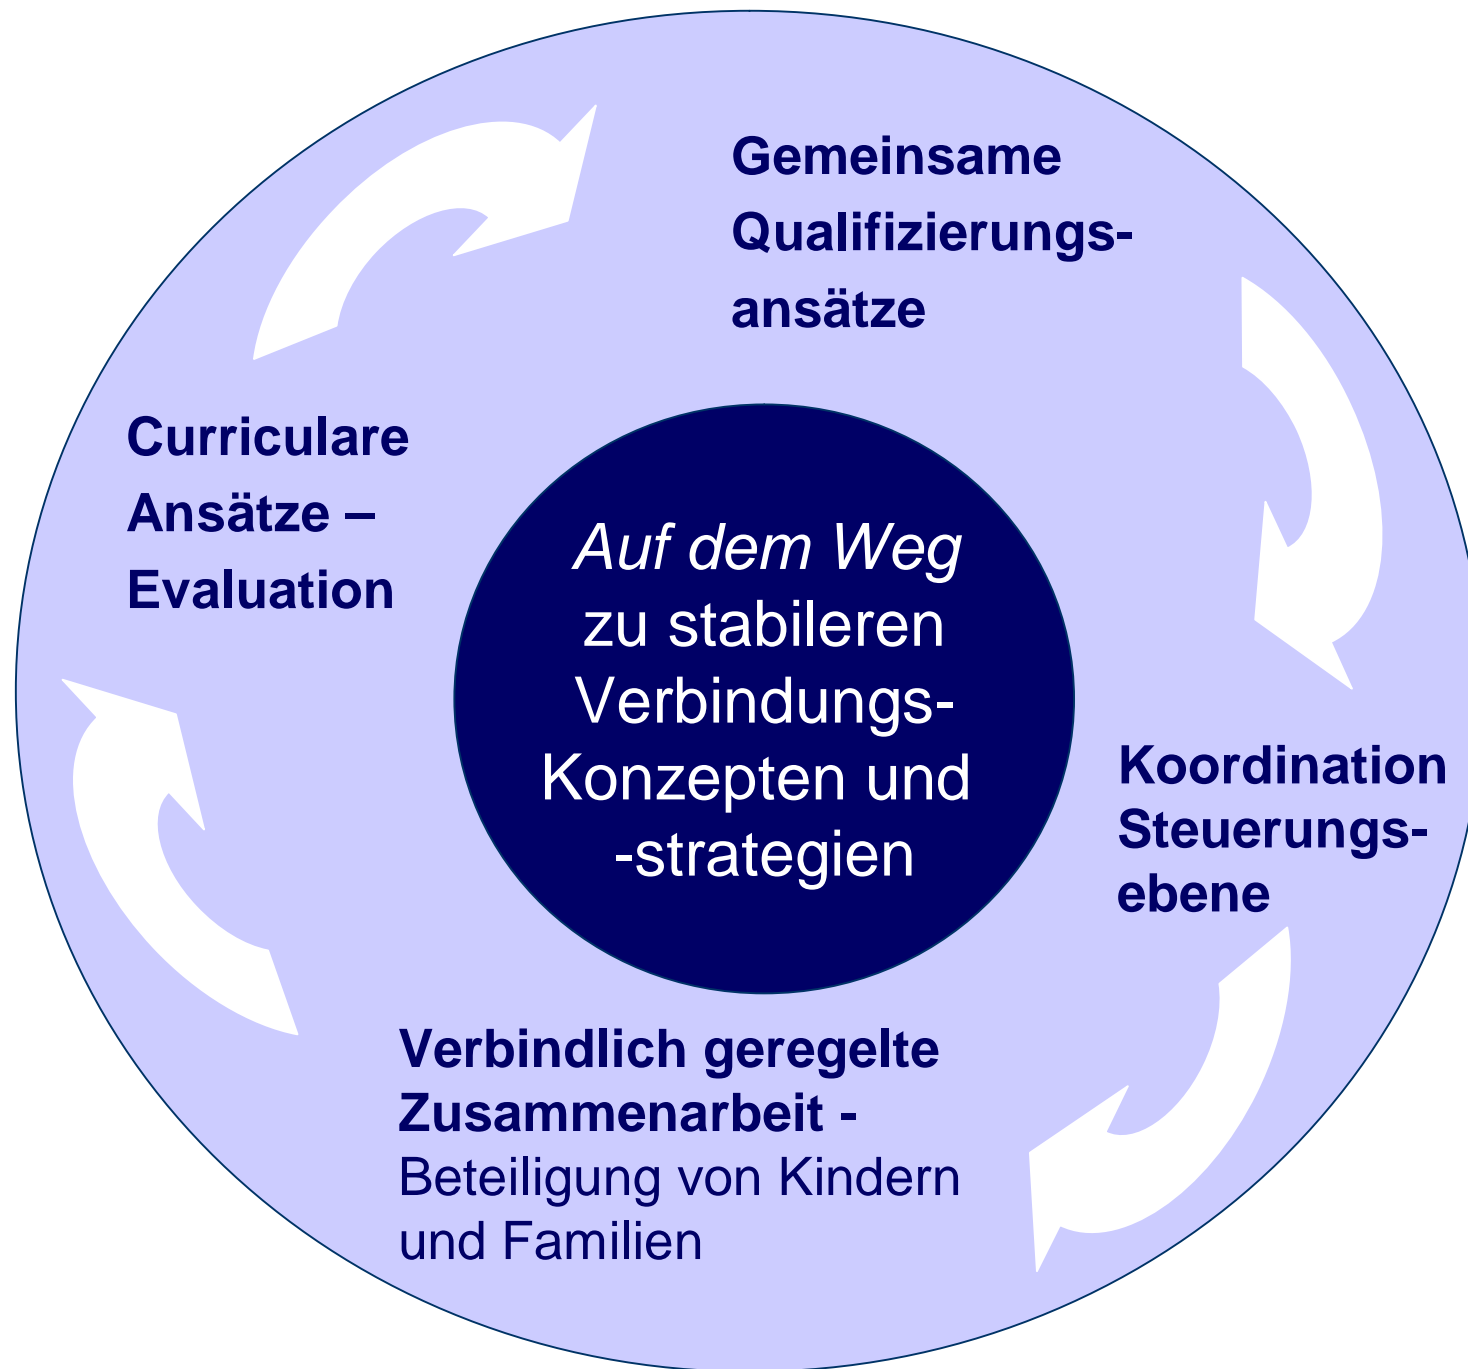 Gemeinsame
Qualifizierungs-
ansätze
Curriculare
Ansätze –
Evaluation
Auf dem Weg
zu stabileren
Verbindungs-
Konzepten und
-strategien
Koordination
Steuerungs-
ebene
Verbindlich geregelte
Zusammenarbeit -
Beteiligung von Kindern
und Familien